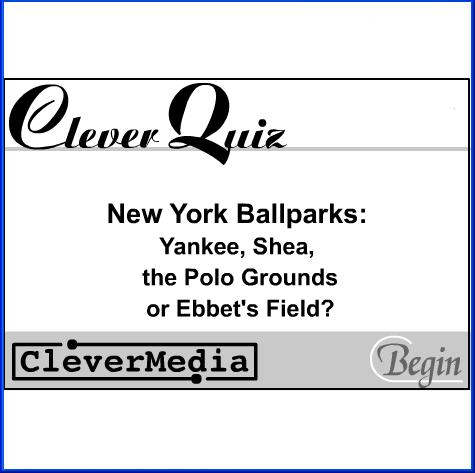 Clever Quiz
New York Ballparks:
Yankee, Shea,
the Polo Grounds
or Ebbet's Field?
CleverMedia
Begin